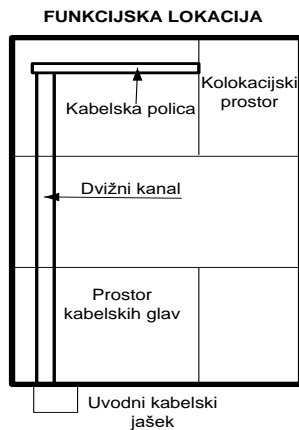 FUNKCIJSKA LOKACIJA
Kolokacijski
prostor
Kabelska polica
Dvižni kanal
Prostor
kabelskih glav
Uvodni kabelski
jašek